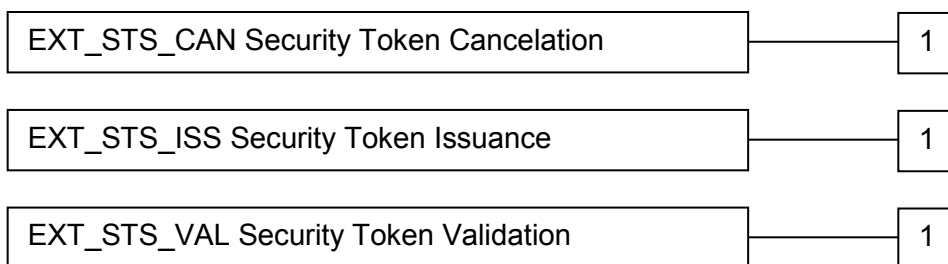 EXT_STS_CAN Security Token Cancelation 1
EXT_STS_ISS Security Token Issuance 1
EXT_STS_VAL Security Token Validation 1